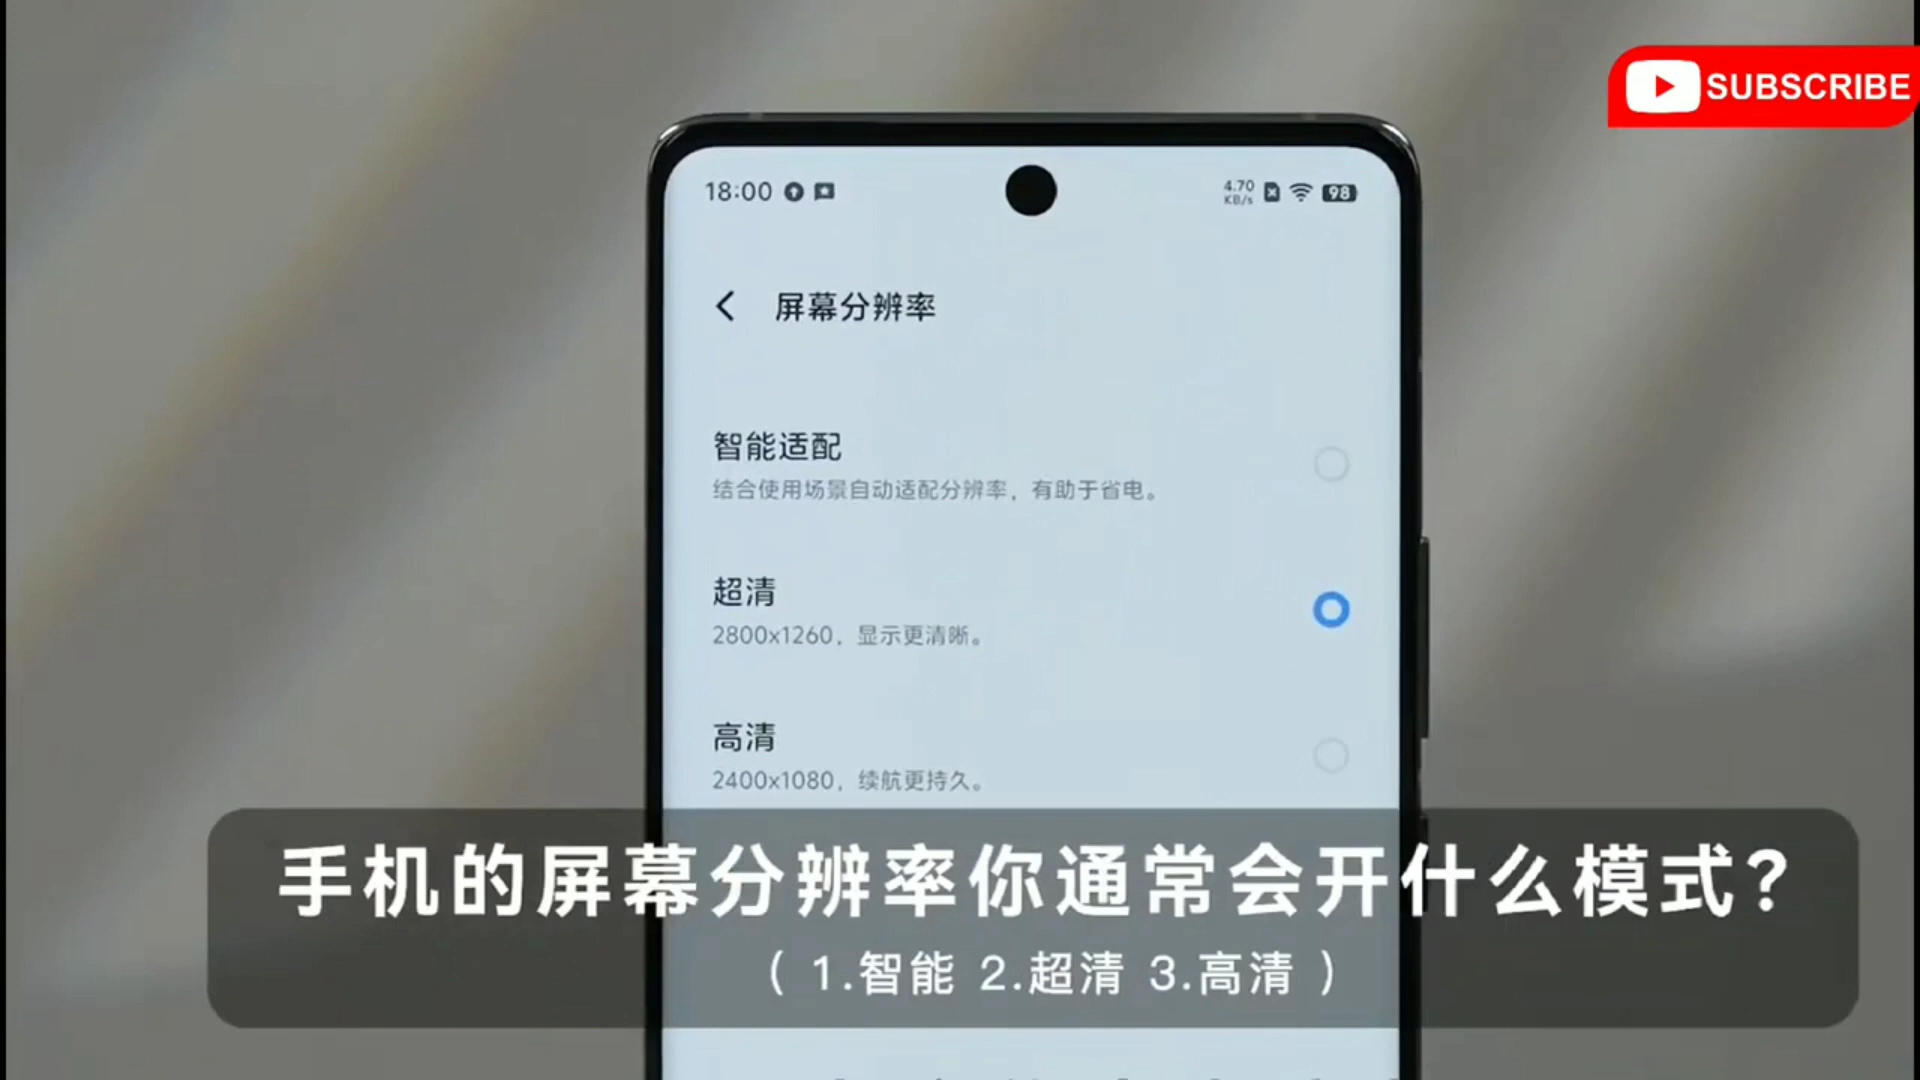 SUBSCRIBE
18:00
4.70
KB/s
98
屏幕分辨率
智能适配
结合使用场景自动适配分辨率，有助于省电。
超清
2800x1260，显示更清晰。
高清
2400x1080，续航更持久。
手机的屏幕分辨率你通常会开什么模式？
（ 1.智能 2.超清 3.高清 ）